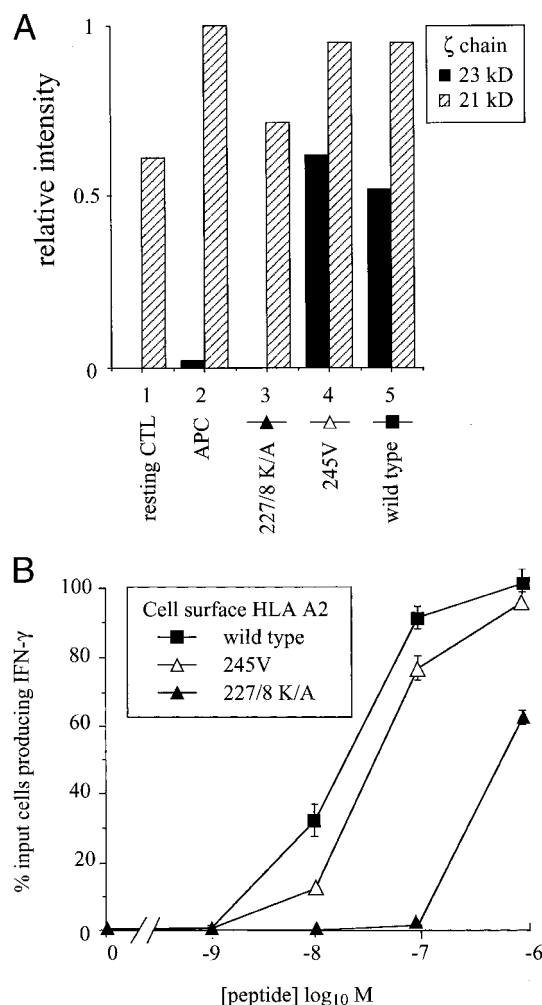 A
relative intensity
1
0.5
0
ζ chain
23 kD
21 kD
1 2 3 4 5
resting CTL
APC
227/8 K/A
245V
wild type
B
% input cells producing IFN-γ
100
80
60
40
20
0
Cell surface HLA A2
wild type
245V
227/8 K/A
0 -9 -8 -7 -6
[peptide] log10 M